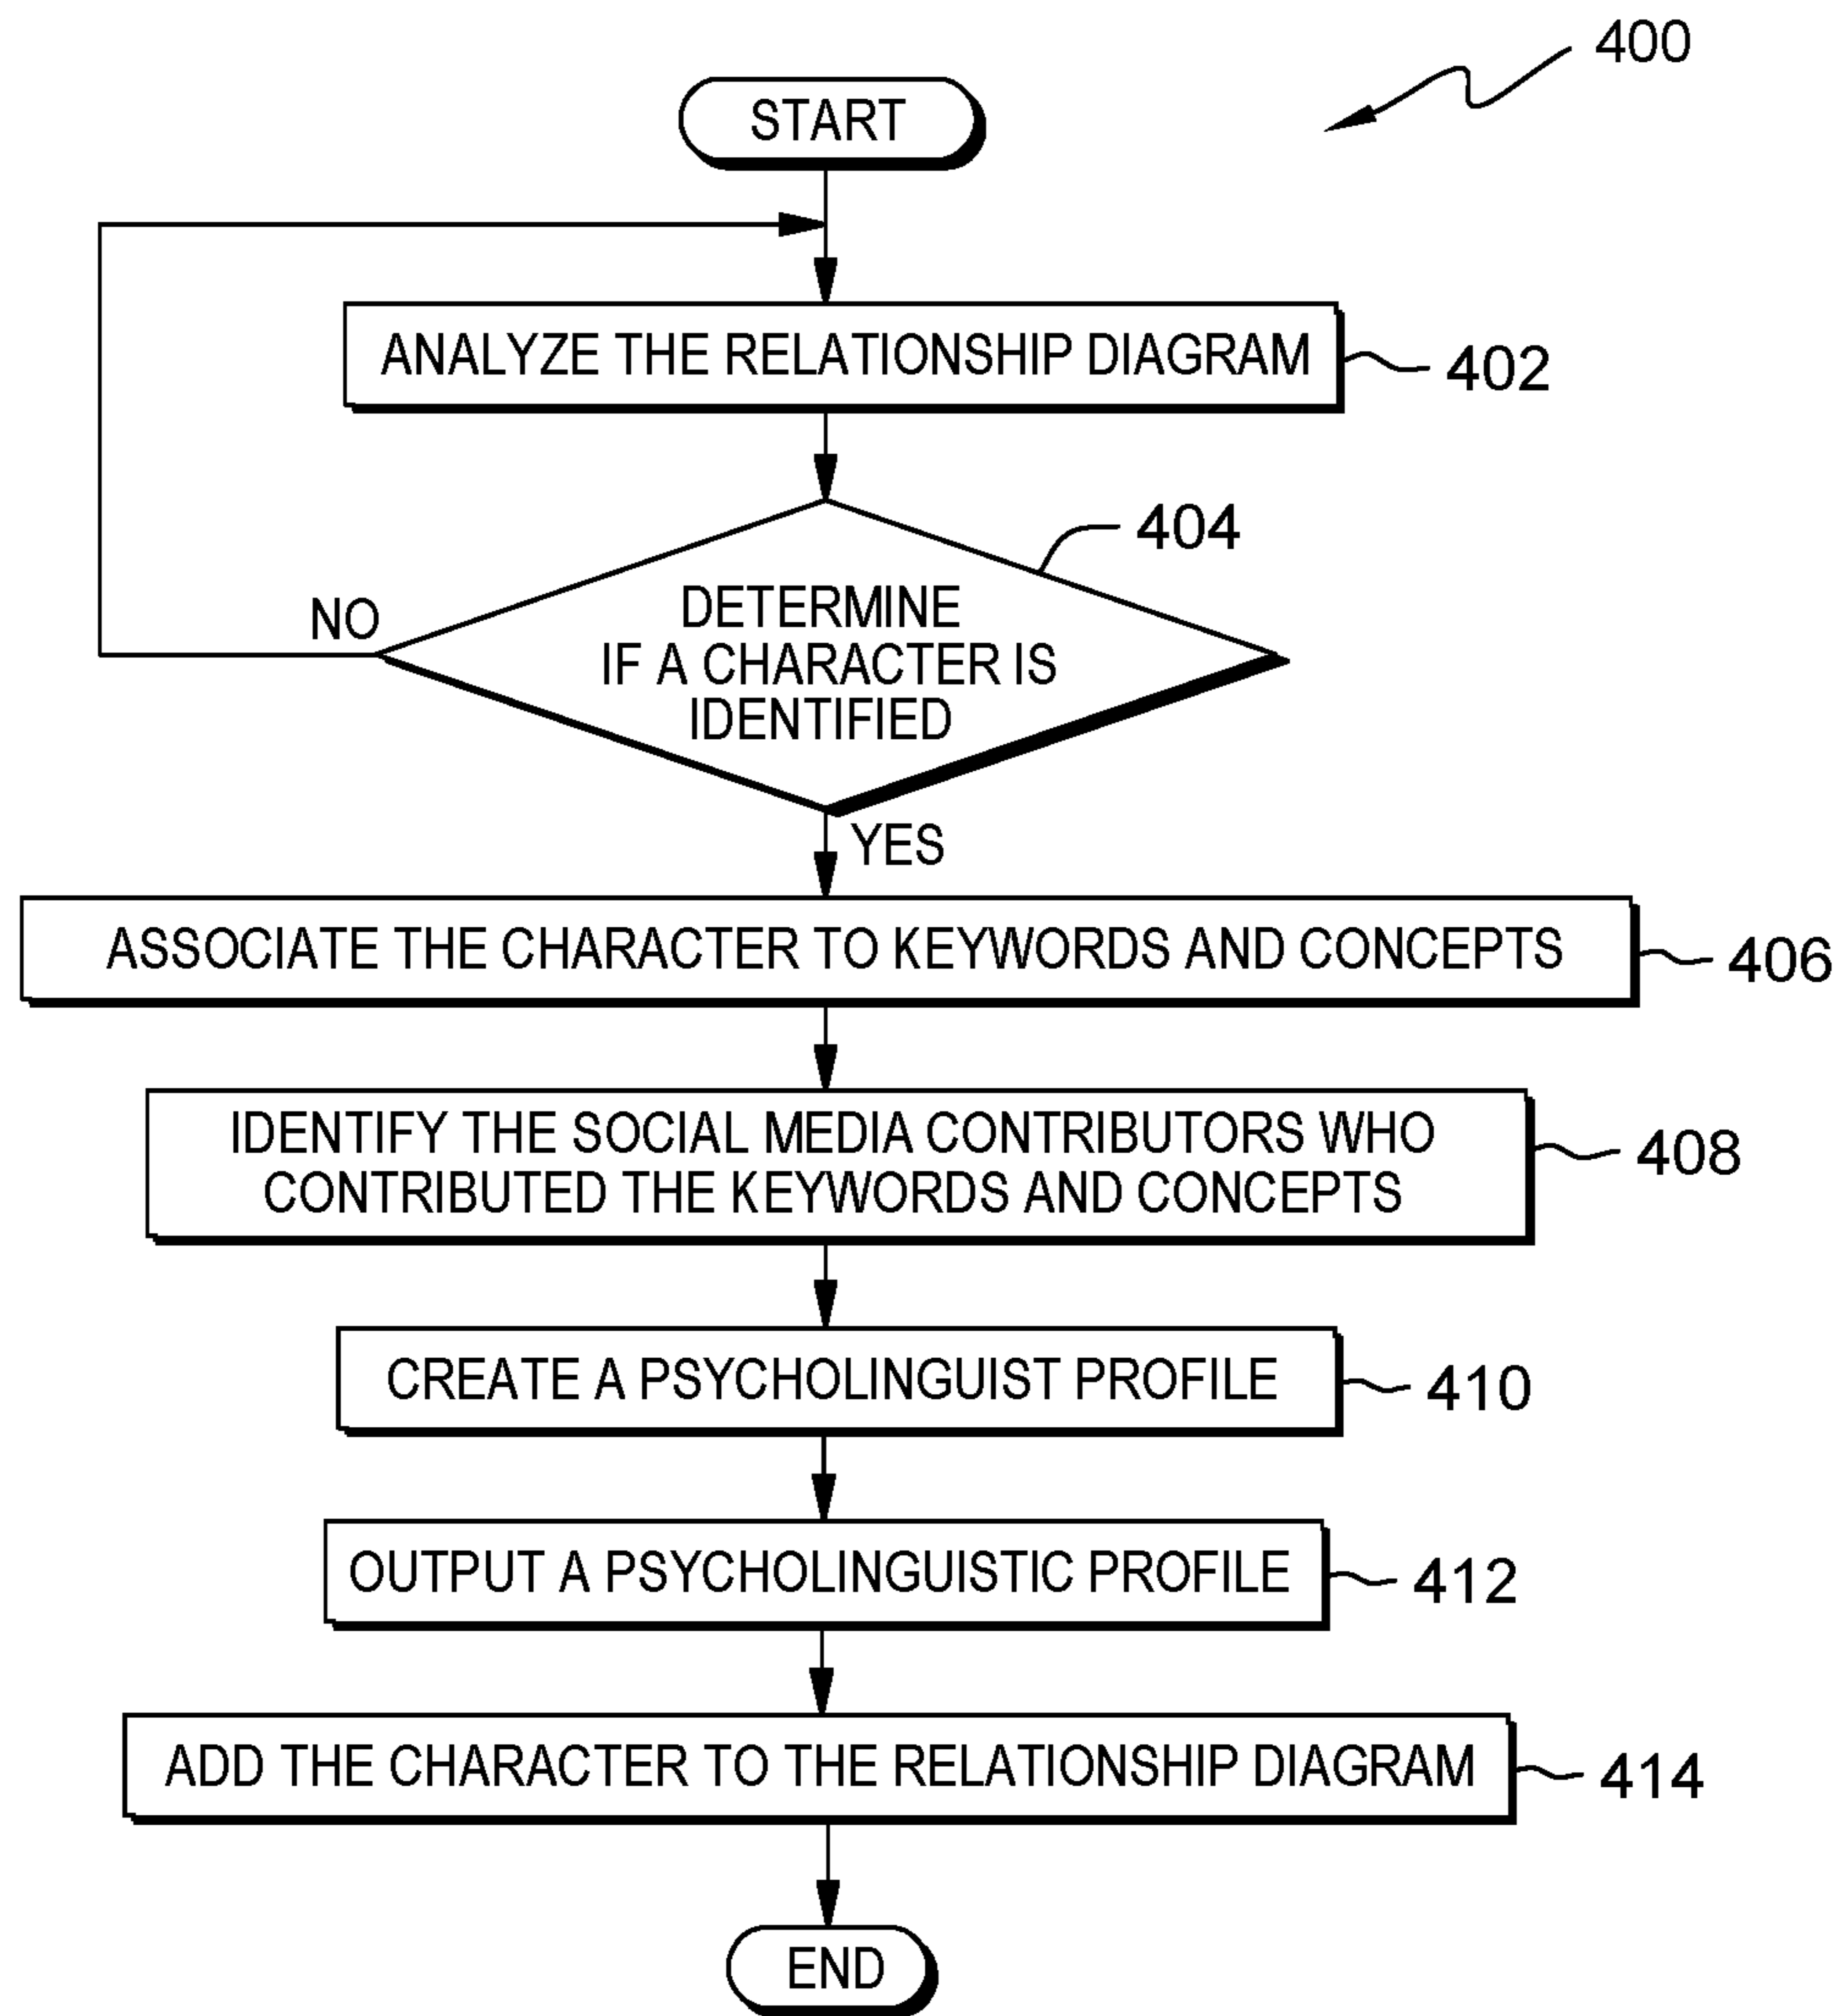 400
START
ANALYZE THE RELATIONSHIP DIAGRAM
402
404
DETERMINE
IF A CHARACTER IS
IDENTIFIED
NO
YES
ASSOCIATE THE CHARACTER TO KEYWORDS AND CONCEPTS
406
IDENTIFY THE SOCIAL MEDIA CONTRIBUTORS WHO
CONTRIBUTED THE KEYWORDS AND CONCEPTS
408
CREATE A PSYCHOLINGUIST PROFILE
410
OUTPUT A PSYCHOLINGUISTIC PROFILE
412
ADD THE CHARACTER TO THE RELATIONSHIP DIAGRAM
414
END